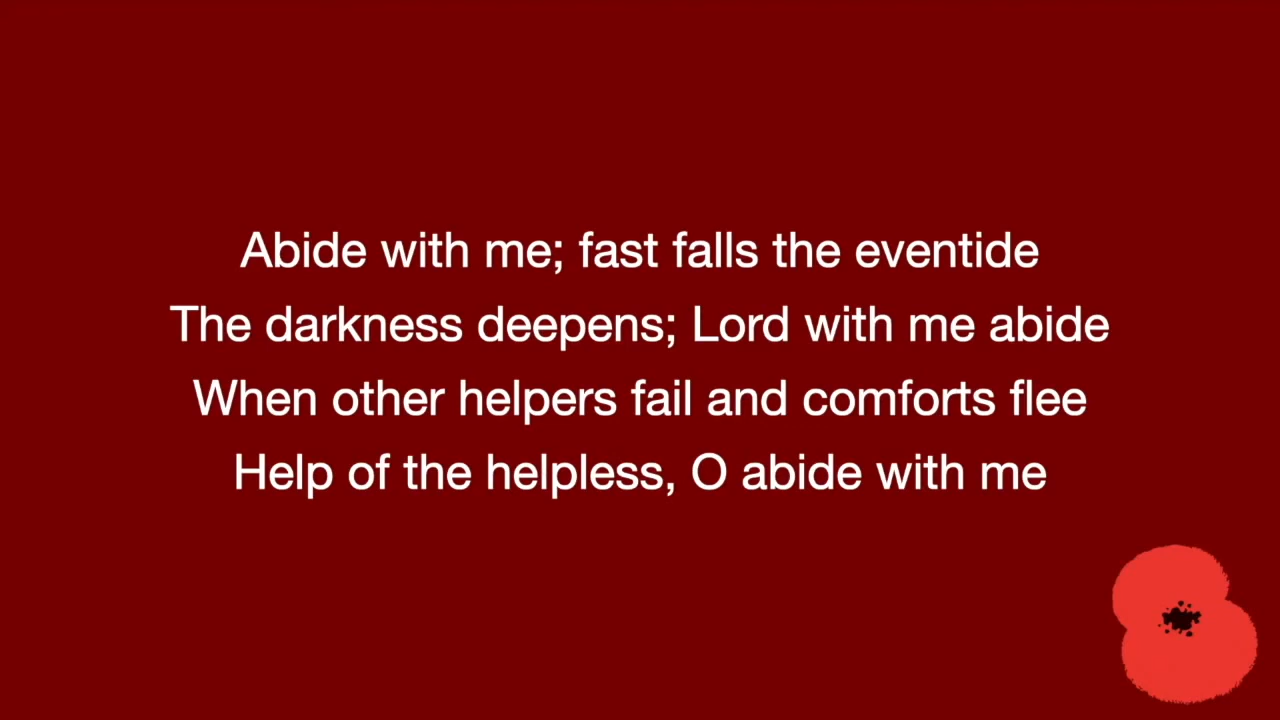 Abide with me; fast falls the eventide
The darkness deepens; Lord with me abide
When other helpers fail and comforts flee
Help of the helpless, O abide with me